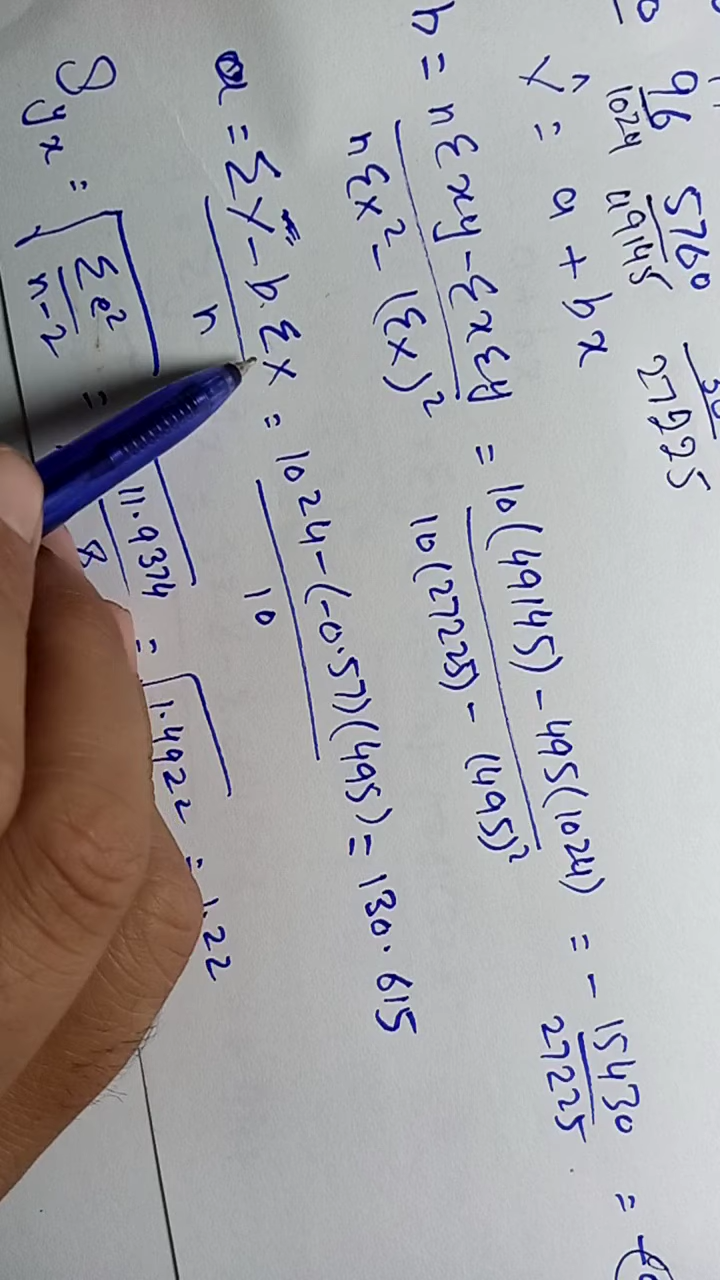 96 5760
1024 49145 27225
Ŷ = a + bx
b = nΣxy - ΣxΣy / nΣx² - (Σx)² = 10(49145) - 495(1024) / 10(27225) - (495)² = - 15430 / 27225 =
a = ΣY - b.Σx / n = 1024 - (-0.57)(495) / 10 = 130.615
Syx = √Σe² / n-2 = 11.9374 / 8 = √1.4922 = 1.22